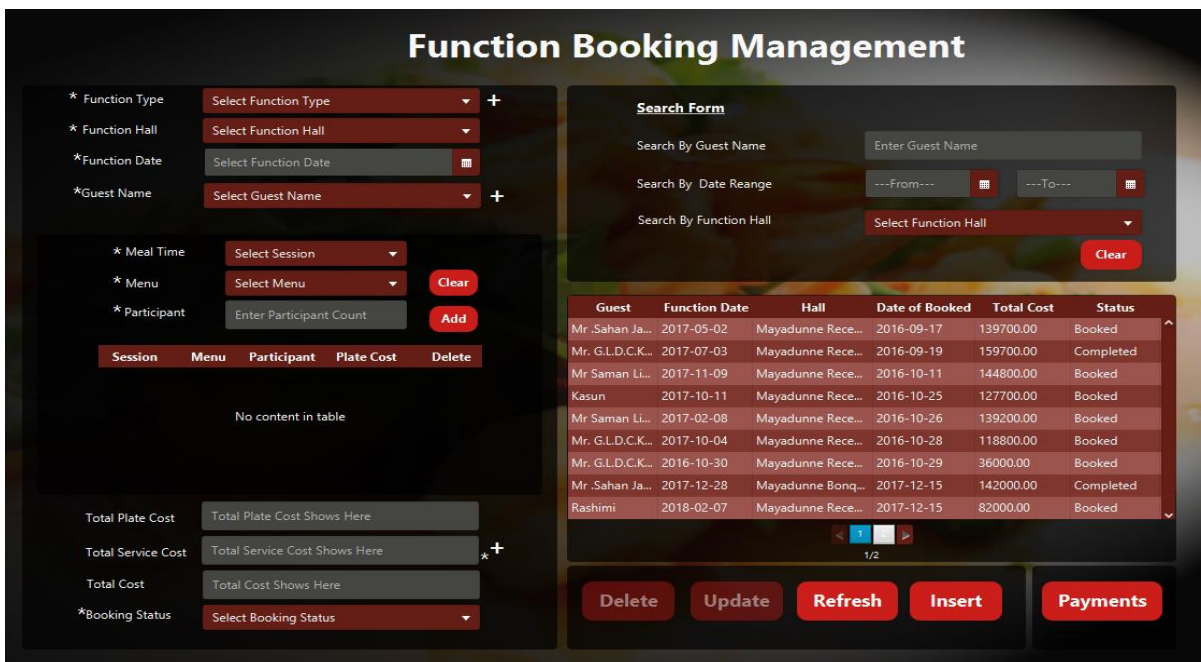 Function Booking Management
* Function Type Select Function Type +
* Function Hall Select Function Hall
*Function Date Select Function Date
*Guest Name Select Guest Name +
* Meal Time Select Session
* Menu Select Menu Clear
* Participant Enter Participant Count Add
Session Menu Participant Plate Cost Delete
No content in table
Total Plate Cost Total Plate Cost Shows Here
Total Service Cost Total Service Cost Shows Here *+
Total Cost Total Cost Shows Here
*Booking Status Select Booking Status
Search Form
Search By Guest Name Enter Guest Name
Search By Date Reange ---From--- ---To---
Search By Function Hall Select Function Hall
Clear
Guest Function Date Hall Date of Booked Total Cost Status
Mr .Sahan Ja... 2017-05-02 Mayadunne Rece... 2016-09-17 139700.00 Booked
Mr. G.L.D.C.K... 2017-07-03 Mayadunne Rece... 2016-09-19 159700.00 Completed
Mr Saman Li... 2017-11-09 Mayadunne Rece... 2016-10-11 144800.00 Booked
Kasun 2017-10-11 Mayadunne Rece... 2016-10-25 127700.00 Booked
Mr Saman Li... 2017-02-08 Mayadunne Rece... 2016-10-26 139200.00 Booked
Mr. G.L.D.C.K... 2017-10-04 Mayadunne Rece... 2016-10-28 118800.00 Booked
Mr. G.L.D.C.K... 2016-10-30 Mayadunne Rece... 2016-10-29 36000.00 Booked
Mr .Sahan Ja... 2017-12-28 Mayadunne Bonq... 2017-12-15 142000.00 Completed
Rashimi 2018-02-07 Mayadunne Rece... 2017-12-15 82000.00 Booked
1
1/2
Delete Update Refresh Insert Payments